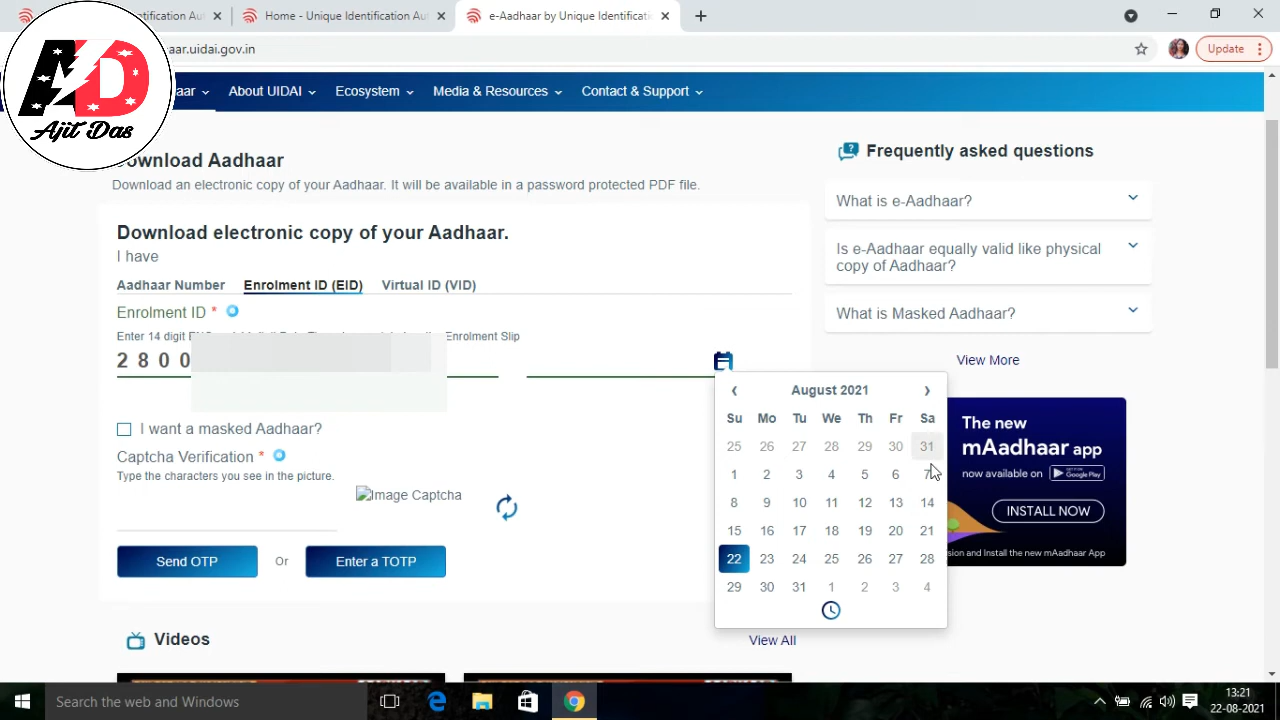 ification Aut
Home - Unique Identification Au
e-Aadhaar by Unique Identificati
aar.uidai.gov.in
Update
AD
Ajit Das
aar
About UIDAI
Ecosystem
Media & Resources
Contact & Support
ownload Aadhaar
Download an electronic copy of your Aadhaar. It will be available in a password protected PDF file.
Download electronic copy of your Aadhaar.
I have
Aadhaar Number
Enrolment ID (EID)
Virtual ID (VID)
Enrolment ID *
Enter 14 digit
Enrolment Slip
2800
I want a masked Aadhaar?
Captcha Verification *
Type the characters you see in the picture.
Image Captcha
Send OTP
Or
Enter a TOTP
August 2021
Su Mo Tu We Th Fr Sa
25 26 27 28 29 30 31
1 2 3 4 5 6 7
8 9 10 11 12 13 14
15 16 17 18 19 20 21
22 23 24 25 26 27 28
29 30 31 1 2 3 4
Frequently asked questions
What is e-Aadhaar?
Is e-Aadhaar equally valid like physical
copy of Aadhaar?
What is Masked Aadhaar?
View More
The new
mAadhaar app
now available on
GET IT ON
Google Play
INSTALL NOW
sion and Install the new mAadhaar App
Videos
View All
Search the web and Windows
13:21
22-08-2021